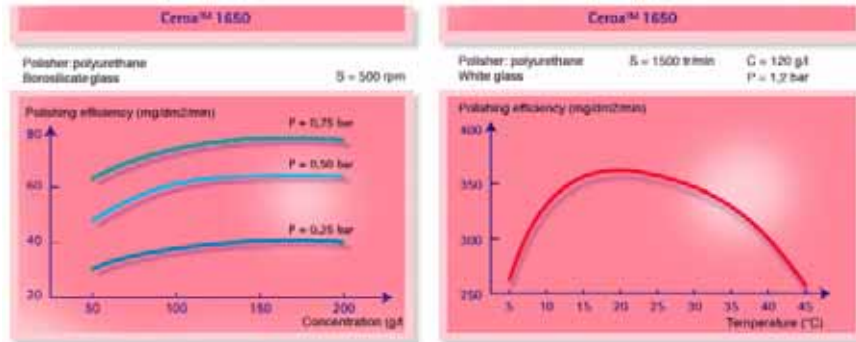 Cerox™ 1650
Polisher: polyurethane
Borosilicate glass
S = 500 rpm
Polishing efficiency (mg/dm2/min)
80
60
40
20
P = 0,75 bar
P = 0,50 bar
P = 0,25 bar
50 100 150 200
Concentration (g/l
Cerox™ 1650
Polisher: polyurethane S = 1500 tr/min C = 120 g/l
White glass P = 1,2 bar
Polishing efficiency (mg/dm2/min)
400
350
300
250
5 10 15 20 25 30 35 40 45
Temperature (°C)